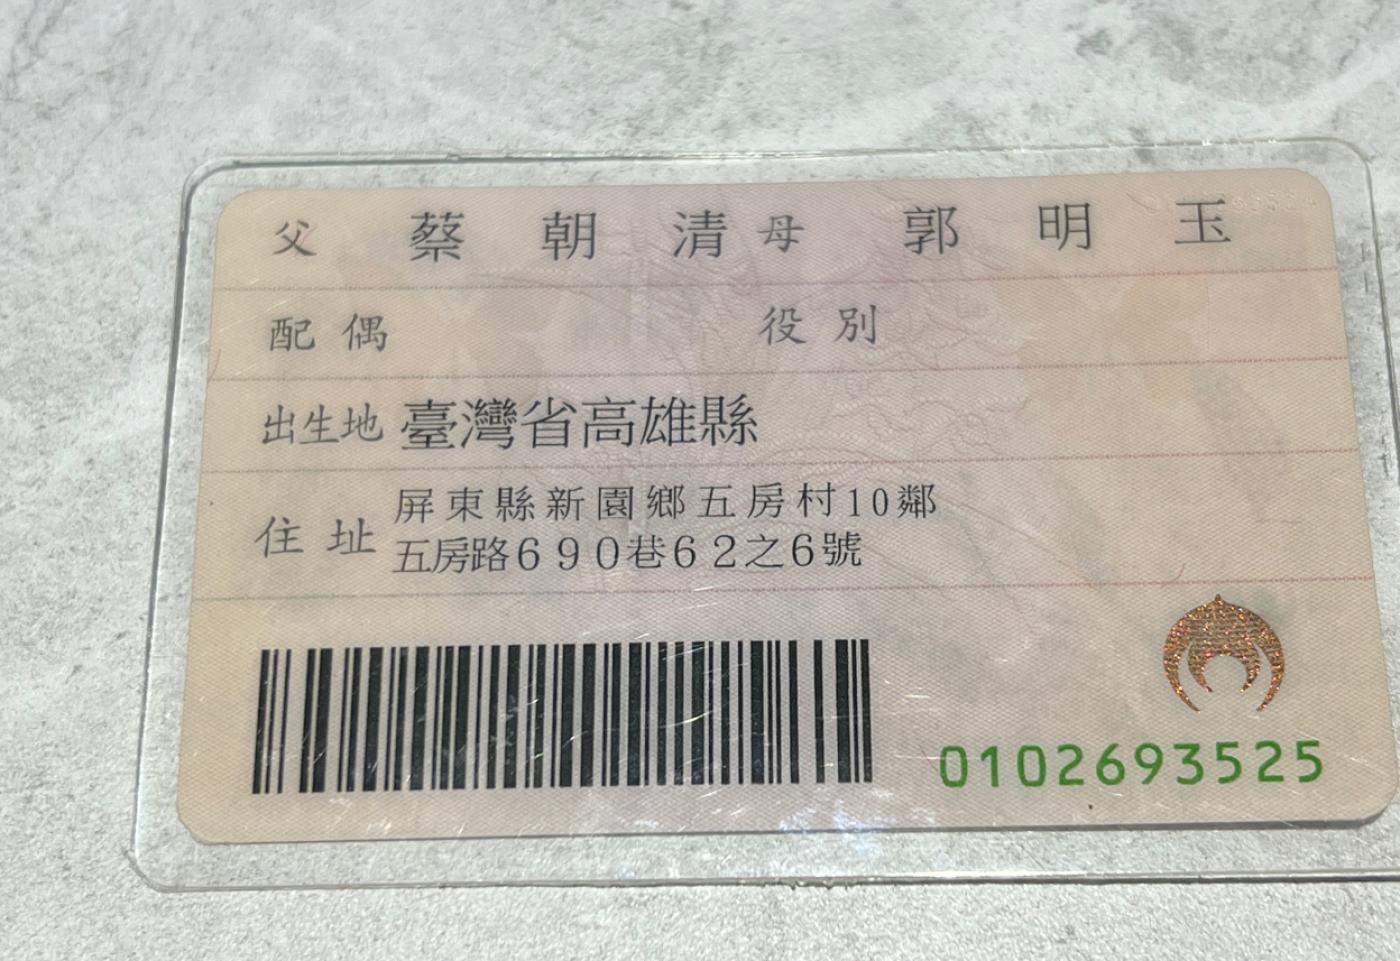 父 蔡朝清 母 郭明玉
配偶 役別
出生地 臺灣省高雄縣
住址 屏東縣新園鄉五房村10鄰
五房路690巷62之6號
0102693525